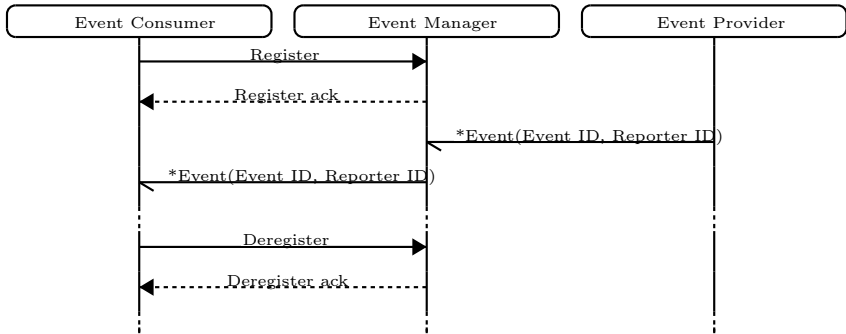 Event Consumer
Event Manager
Event Provider
Register
Register ack
*Event(Event ID, Reporter ID)
*Event(Event ID, Reporter ID)
Deregister
Deregister ack